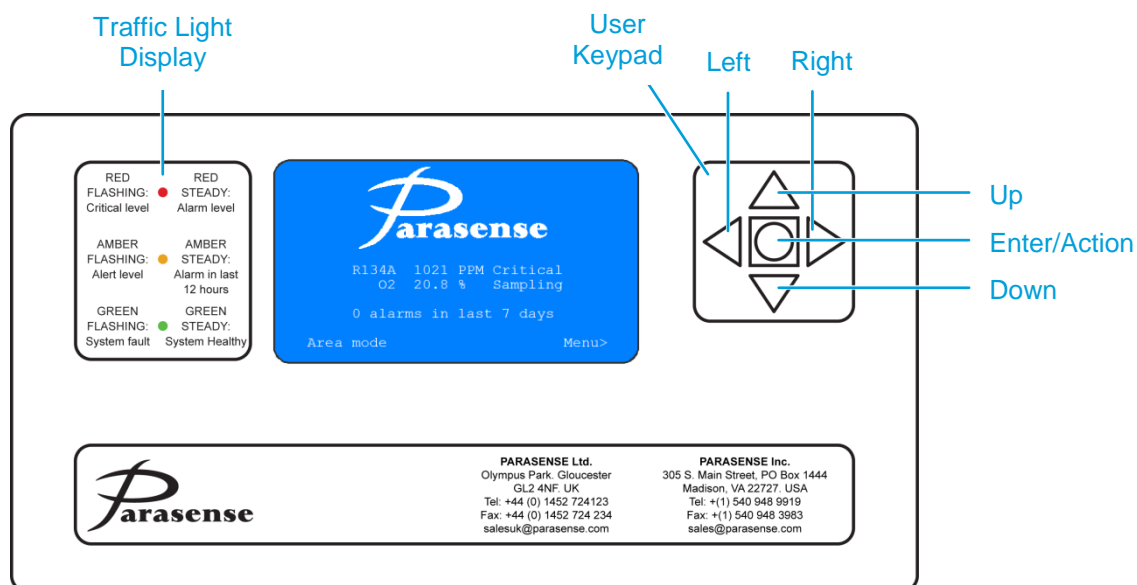 Traffic Light
Display
User
Keypad
Left
Right
RED
FLASHING:
Critical level
RED
STEADY:
Alarm level
AMBER
FLASHING:
Alert level
AMBER
STEADY:
Alarm in last
12 hours
GREEN
FLASHING:
System fault
GREEN
STEADY:
System Healthy
Parasense
R134A 1021 PPM Critical
O2 20.8 % Sampling
0 alarms in last 7 days
Area mode Menu>
Up
Enter/Action
Down
Parasense
PARASENSE Ltd.
Olympus Park. Gloucester
GL2 4NF. UK
Tel: +44 (0) 1452 724123
Fax: +44 (0) 1452 724 234
salesuk@parasense.com
PARASENSE Inc.
305 S. Main Street, PO Box 1444
Madison, VA 22727. USA
Tel: +(1) 540 948 9919
Fax: +(1) 540 948 3983
sales@parasense.com